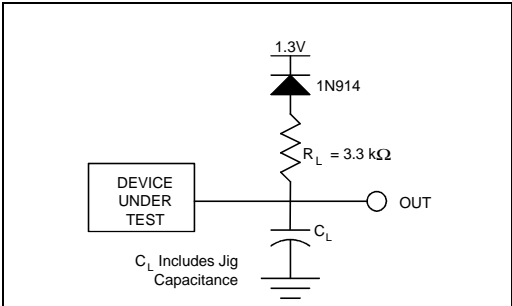 1.3V
1N914
R_L = 3.3 kΩ
DEVICE
UNDER
TEST
OUT
C_L
C_L Includes Jig
Capacitance